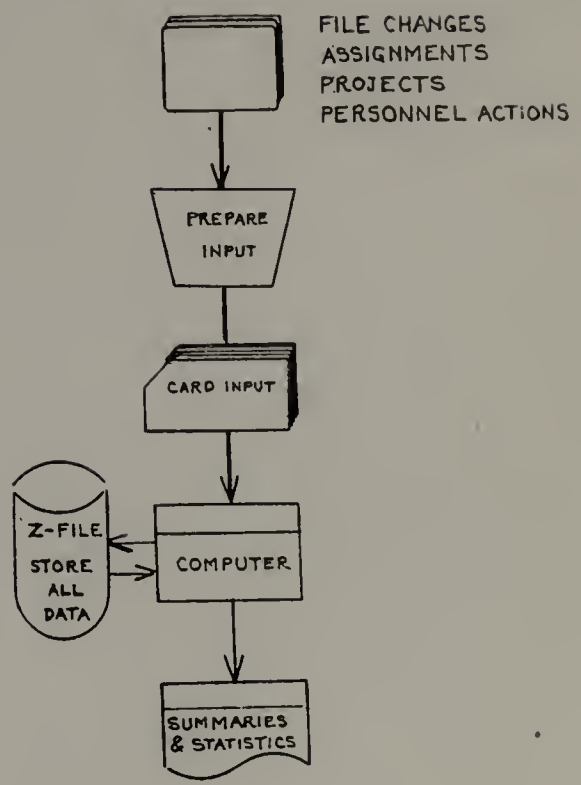 FILE CHANGES
ASSIGNMENTS
PROJECTS
PERSONNEL ACTIONS
PREPARE
INPUT
CARD INPUT
Z-FILE
STORE
ALL
DATA
COMPUTER
SUMMARIES
& STATISTICS